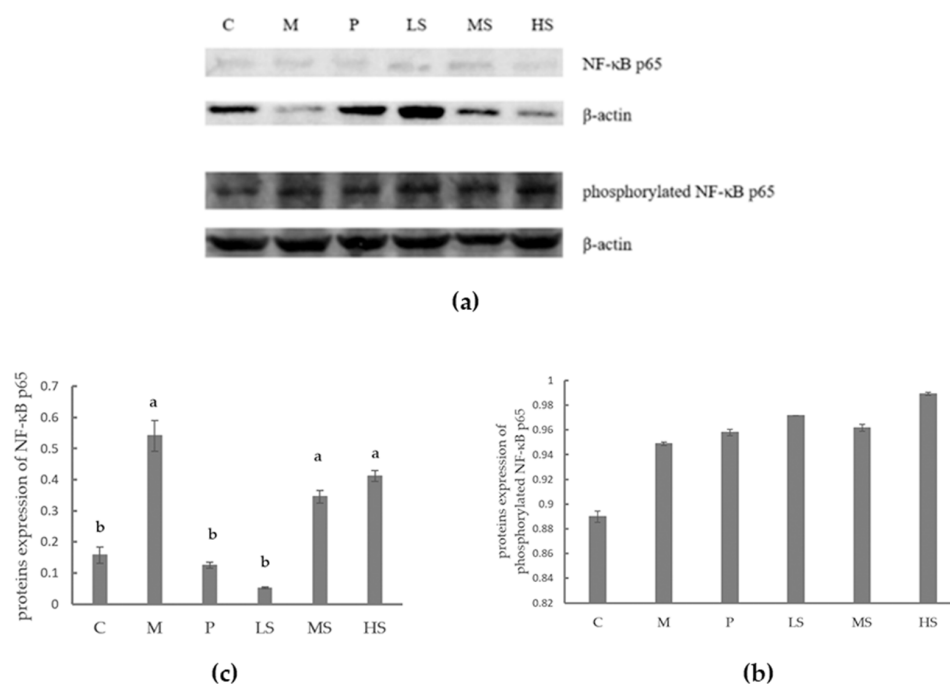 C M P LS MS HS
NF-κB p65
β-actin
phosphorylated NF-κB p65
β-actin
(a)
proteins expression of NF-κB p65
0.7
0.6
0.5
0.4
0.3
0.2
0.1
0
b
a
b
b
a
a
C M P LS MS HS
(c)
proteins expression of
phosphorylated NF-κB p65
1
0.98
0.96
0.94
0.92
0.9
0.88
0.86
0.84
0.82
C M P LS MS HS
(b)